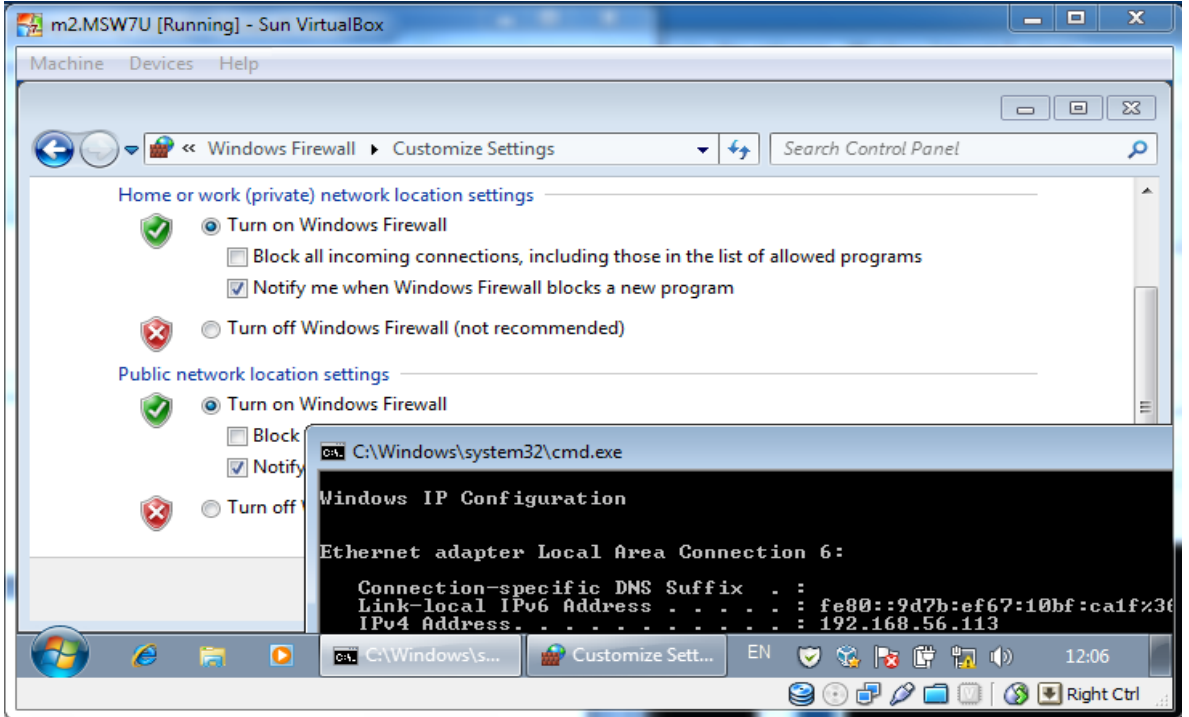 m2.MSW7U [Running] - Sun VirtualBox
Machine Devices Help
« Windows Firewall ▸ Customize Settings Search Control Panel
Home or work (private) network location settings
Turn on Windows Firewall
Block all incoming connections, including those in the list of allowed programs
Notify me when Windows Firewall blocks a new program
Turn off Windows Firewall (not recommended)
Public network location settings
Turn on Windows Firewall
Block
Notify
Turn off
C:\Windows\system32\cmd.exe
Windows IP Configuration
Ethernet adapter Local Area Connection 6:
Connection-specific DNS Suffix . :
Link-local IPv6 Address . . . . . : fe80::9d7b:ef67:10bf:ca1f%36
IPv4 Address. . . . . . . . . . . : 192.168.56.113
C:\Windows\s... Customize Sett... EN 12:06
Right Ctrl